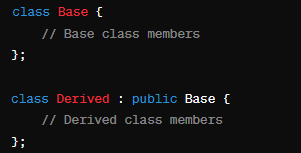 class Base {
    // Base class members
};

class Derived : public Base {
    // Derived class members
};